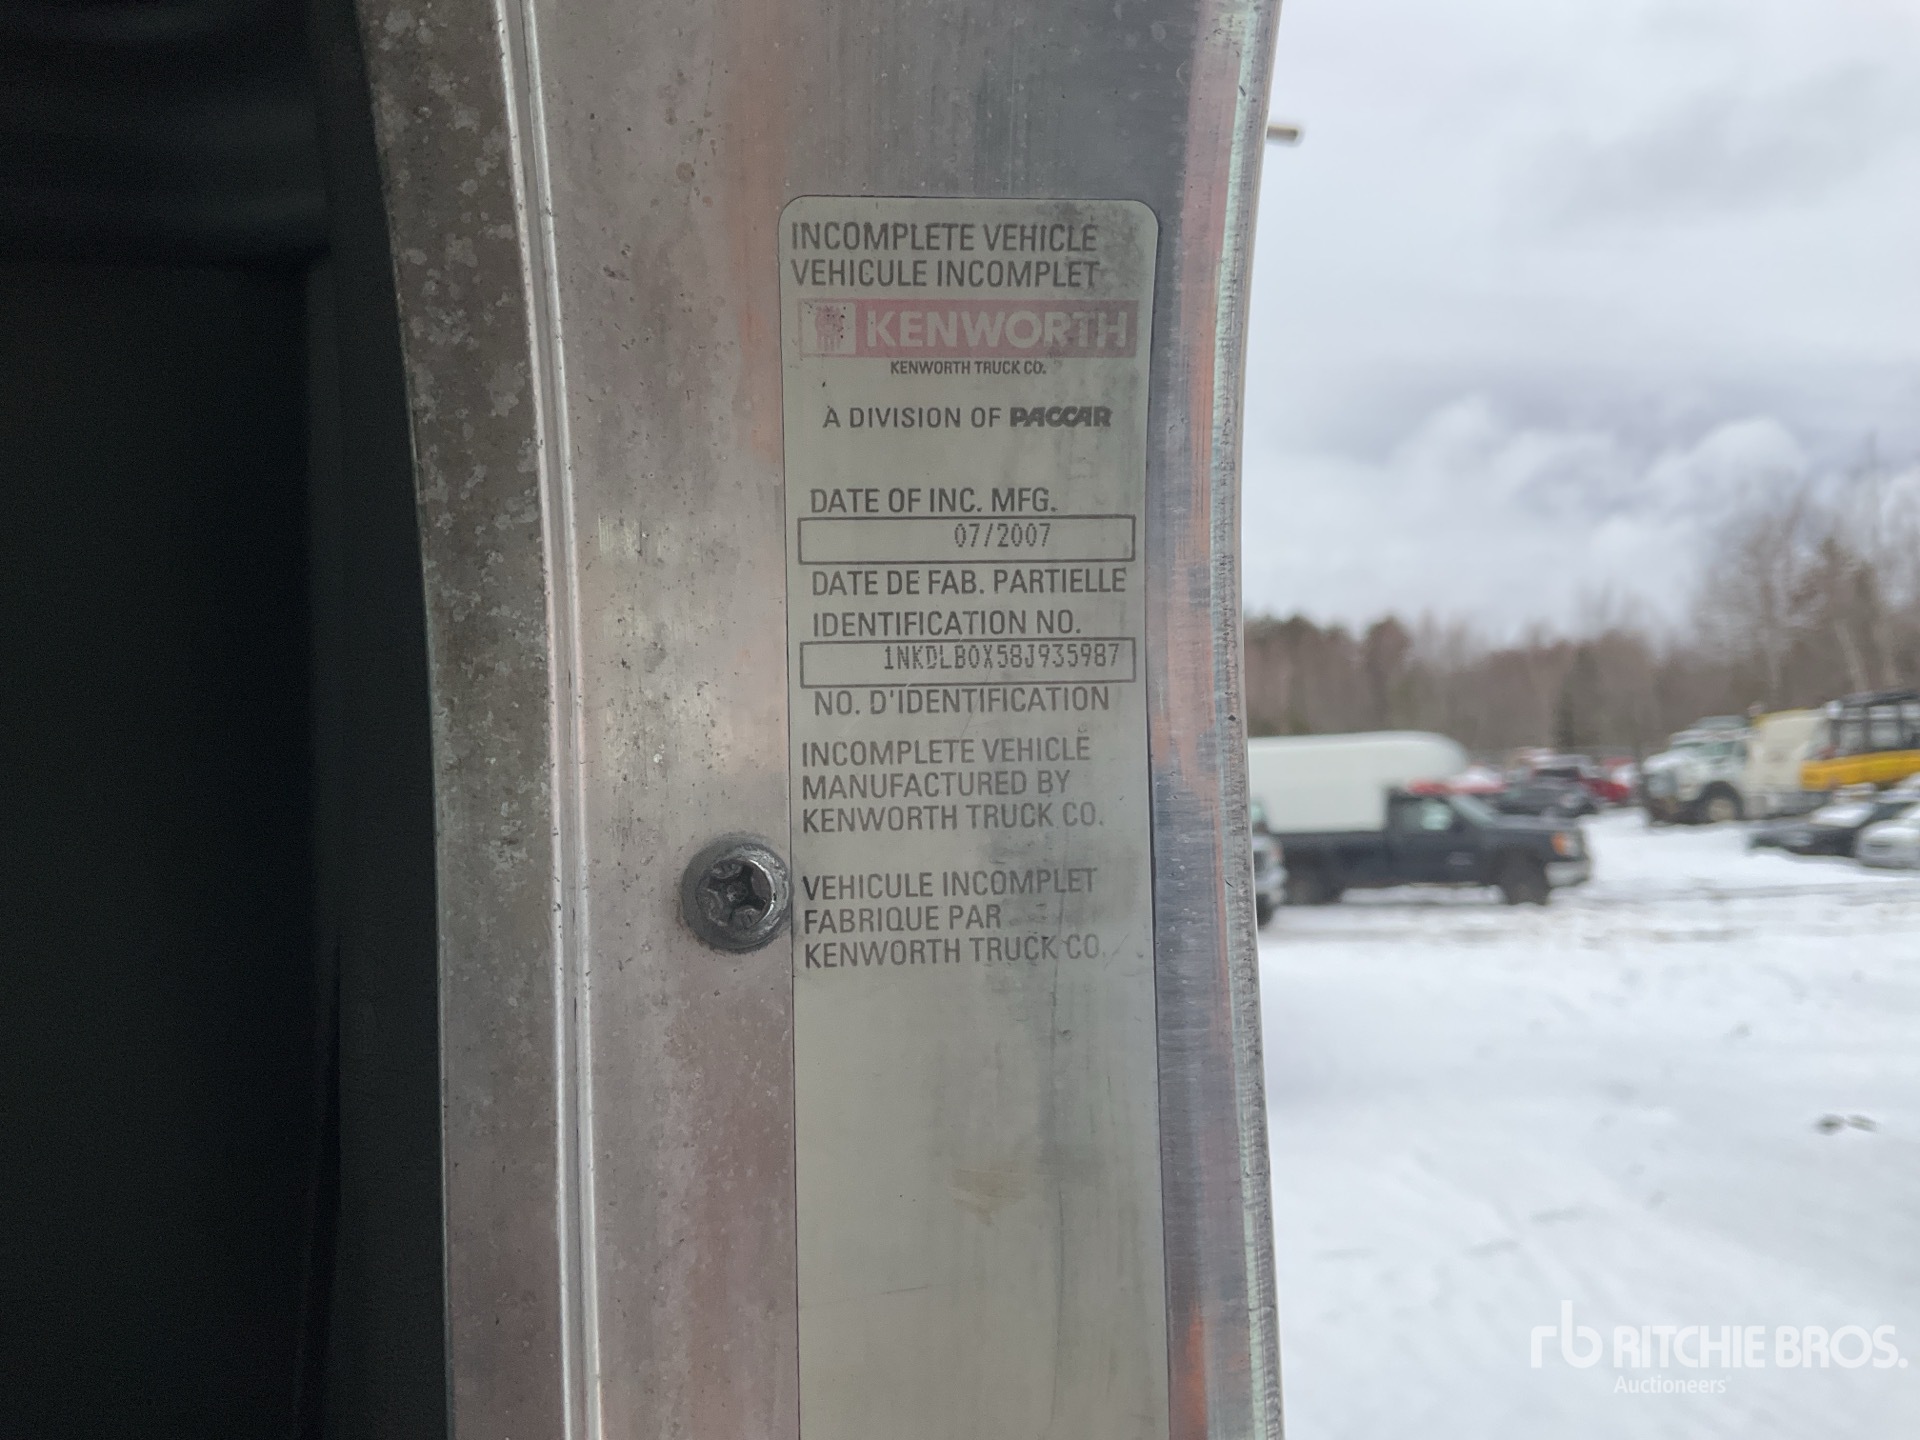 INCOMPLETE VEHICLE
VEHICULE INCOMPLET
KENWORTH
KENWORTH TRUCK CO.
A DIVISION OF PACCAR
DATE OF INC. MFG.
07/2007
DATE DE FAB. PARTIELLE
IDENTIFICATION NO.
1NKDLB0X58J935987
NO. D'IDENTIFICATION
INCOMPLETE VEHICLE
MANUFACTURED BY
KENWORTH TRUCK CO.
VEHICULE INCOMPLET
FABRIQUE PAR
KENWORTH TRUCK CO.
rb RITCHIE BROS.
Auctioneers